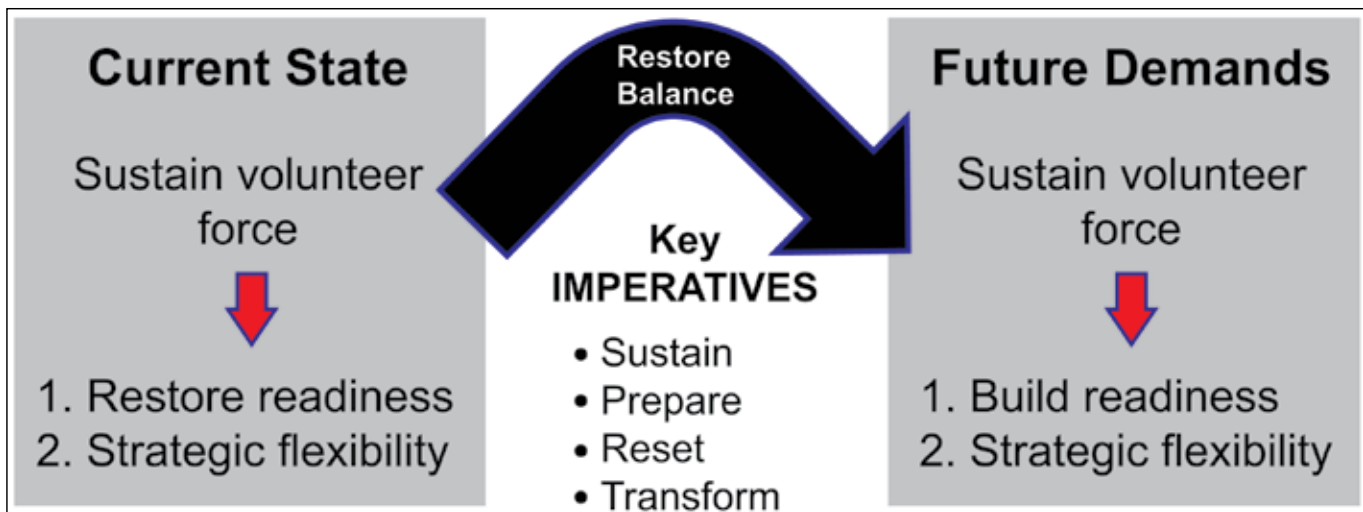 Current State
Sustain volunteer
force
1. Restore readiness
2. Strategic flexibility
Restore
Balance
Key
IMPERATIVES
• Sustain
• Prepare
• Reset
• Transform
Future Demands
Sustain volunteer
force
1. Build readiness
2. Strategic flexibility